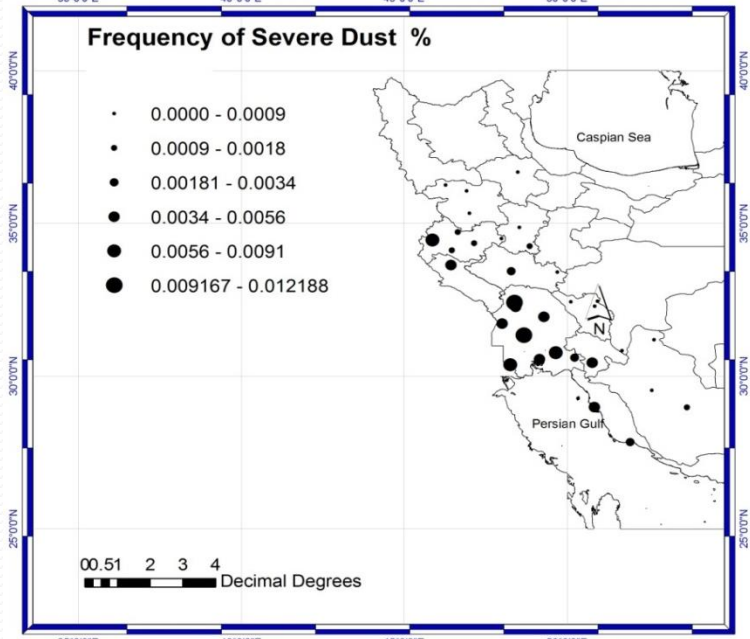 Frequency of Severe Dust %
0.0000 - 0.0009
0.0009 - 0.0018
0.00181 - 0.0034
0.0034 - 0.0056
0.0056 - 0.0091
0.009167 - 0.012188
Caspian Sea
N
Persian Gulf
00.51 2 3 4 Decimal Degrees
40°0'0"N
35°0'0"N
30°0'0"N
25°0'0"N
40°0'0"N
35°0'0"N
30°0'0"N
25°0'0"N